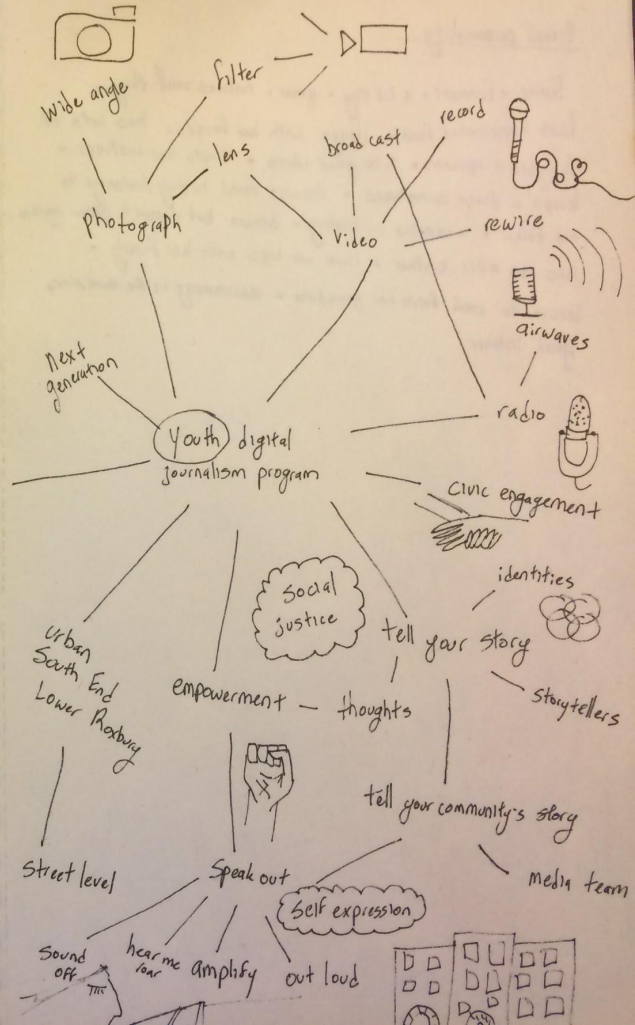 filter
wide angle
record
broadcast
lens
photograph
video
rewire
airwaves
next
generation
radio
Youth digital
journalism program
civic engagement
identities
social
justice
tell your story
urban
South End
Lower Roxbury
empowerment
thoughts
storytellers
tell your community's story
street level
Speak out
media team
Self expression
Sound
off
hear me
roar
amplify
out loud